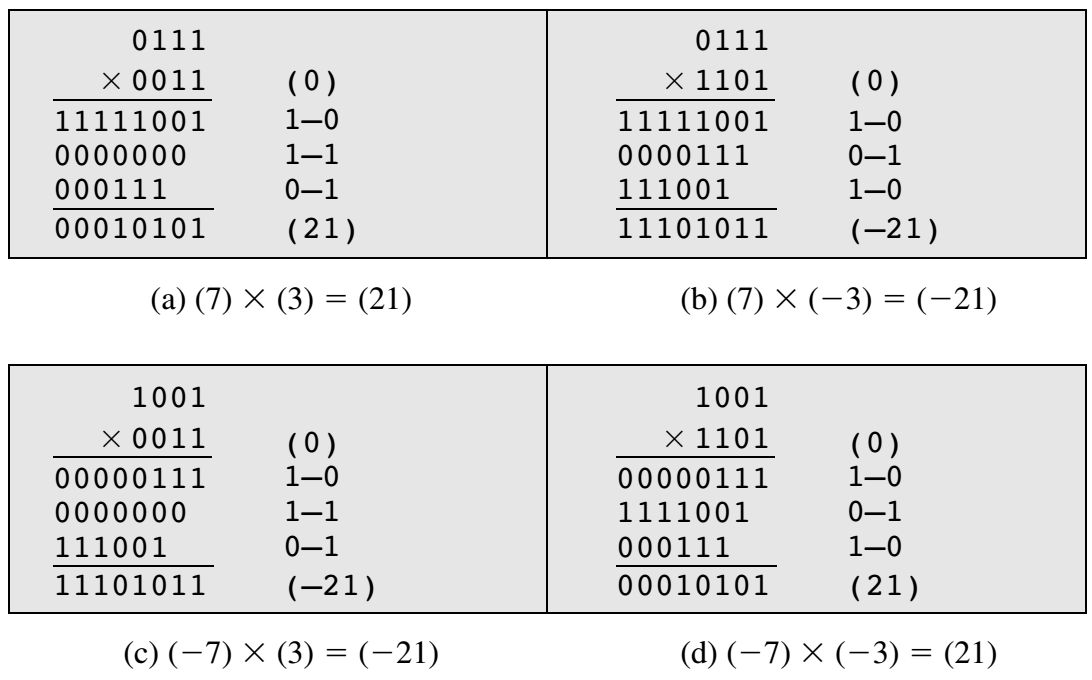 0111
× 0011 (0)
11111001 1–0
0000000 1–1
000111 0–1
00010101 (21)
(a) (7) × (3) = (21)
0111
× 1101 (0)
11111001 1–0
0000111 0–1
111001 1–0
11101011 (–21)
(b) (7) × (−3) = (−21)
1001
× 0011 (0)
00000111 1–0
0000000 1–1
111001 0–1
11101011 (–21)
(c) (−7) × (3) = (−21)
1001
× 1101 (0)
00000111 1–0
1111001 0–1
000111 1–0
00010101 (21)
(d) (−7) × (−3) = (21)